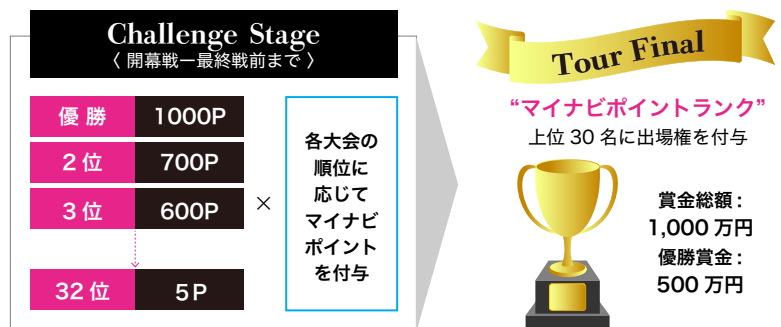 Challenge Stage
〈 開幕戦ー最終戦前まで 〉
優 勝 1000P
2 位 700P
3 位 600P
32 位 5P
×
各大会の
順位に
応じて
マイナビ
ポイント
を付与
Tour Final
“マイナビポイントランク”
上位 30 名に出場権を付与
賞金総額 :
1,000 万円
優勝賞金 :
500 万円